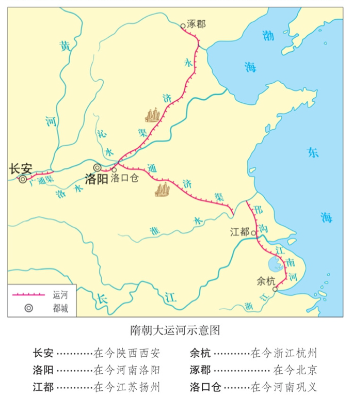 涿郡
渤
海
黄
河
永
济
渠
沁
水
长安
广通渠
洛水
洛阳
洛口仓
通
济
渠
淮
水
邗
沟
江都
东
海
江
南
河
余杭
浙江
长
江
运河
都城
隋朝大运河示意图
长安…………在今陕西西安 余杭…………在今浙江杭州
洛阳…………在今河南洛阳 涿郡………………在今北京
江都…………在今江苏扬州 洛口仓………在今河南巩义